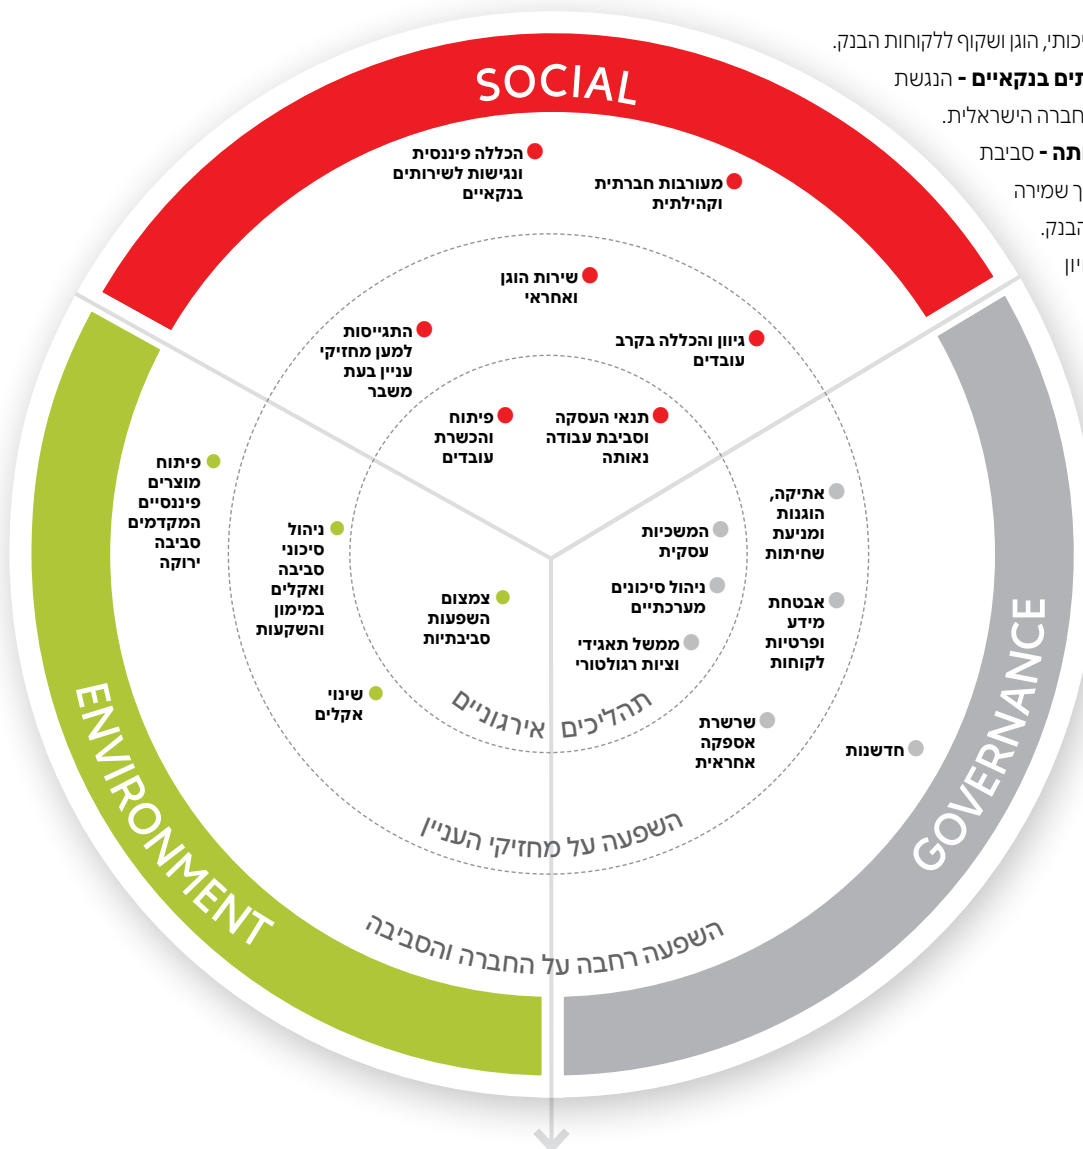 יכותי, הוגן ושקוף ללקוחות הבנק.
בנקאיים - הנגשת
חברה הישראלית.
סביבת
שמירה
הבנק.
SOCIAL
הכללה פיננסית
ונגישות לשירותים
בנקאיים
מעורבות חברתית
וקהילתית
שירות הוגן
ואחראי
התגייסות
למען מחזיקי
עניין בעת
משבר
גיוון והכללה בקרב
עובדים
פיתוח
והכשרת
עובדים
תנאי העסקה
וסביבת עבודה
נאותה
פיתוח
מוצרים
פיננסיים
המקדמים
סביבה
ירוקה
ניהול
סיכוני
סביבה
ואקלים
במימון
והשקעות
צמצום
השפעות
סביבתיות
שינוי
אקלים
ENVIRONMENT
אתיקה,
הוגנות
ומניעת
שחיתות
המשכיות
עסקית
ניהול סיכונים
מערכתיים
ממשל תאגידי
וציות רגולטורי
אבטחת
מידע
ופרטיות
לקוחות
שרשרת
אספקה
אחראית
חדשנות
GOVERNANCE
תהליכים אירגוניים
השפעה על מחזיקי העניין
השפעה רחבה על החברה והסביבה